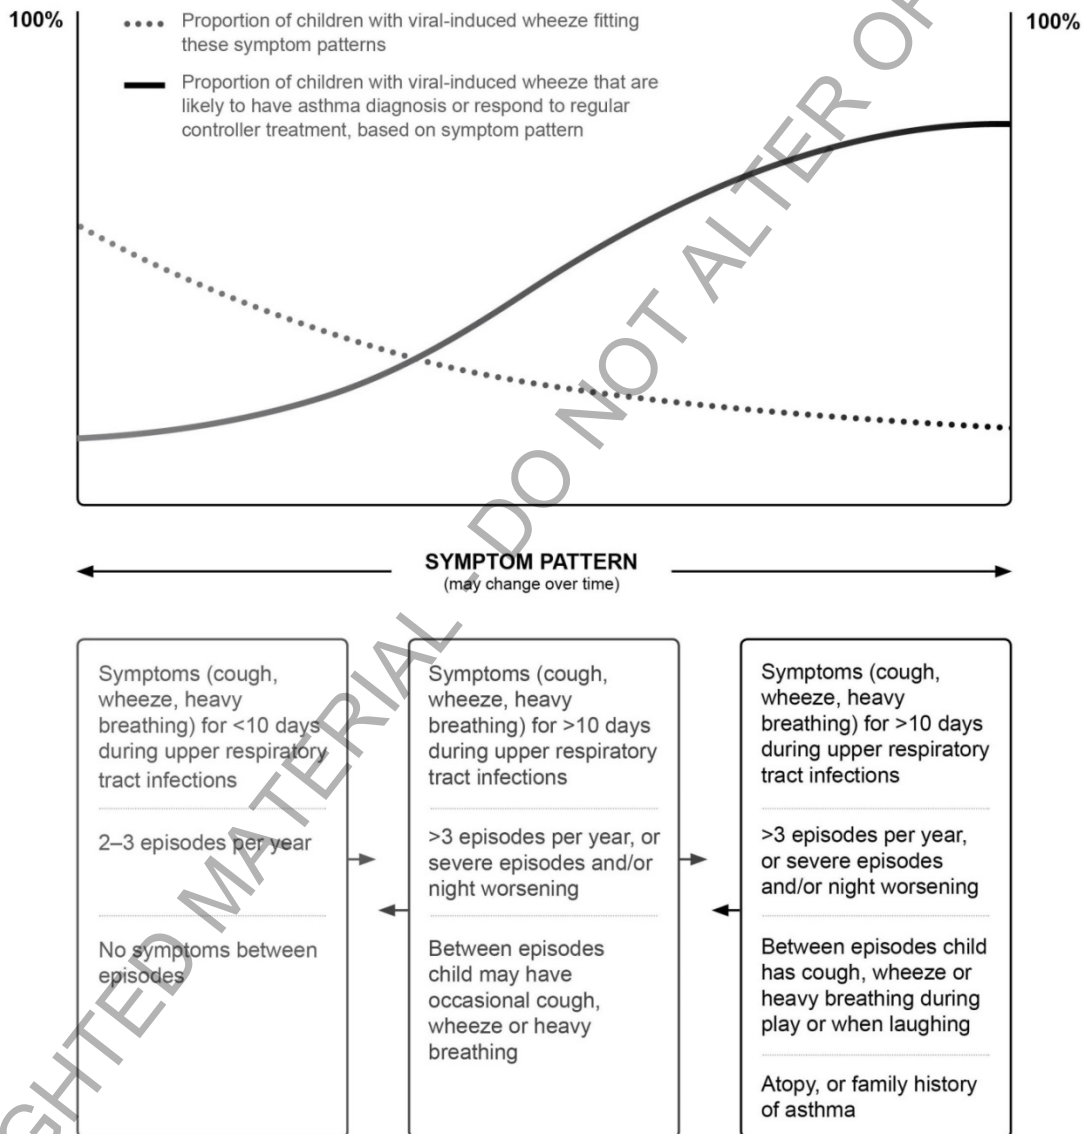 100%
Proportion of children with viral-induced wheeze fitting
these symptom patterns
Proportion of children with viral-induced wheeze that are
likely to have asthma diagnosis or respond to regular
controller treatment, based on symptom pattern
100%
SYMPTOM PATTERN
(may change over time)
Symptoms (cough,
wheeze, heavy
breathing) for <10 days
during upper respiratory
tract infections
2–3 episodes per year
No symptoms between
episodes
Symptoms (cough,
wheeze, heavy
breathing) for >10 days
during upper respiratory
tract infections
>3 episodes per year, or
severe episodes and/or
night worsening
Between episodes
child may have
occasional cough,
wheeze or heavy
breathing
Symptoms (cough,
wheeze, heavy
breathing) for >10 days
during upper respiratory
tract infections
>3 episodes per year,
or severe episodes
and/or night worsening
Between episodes child
has cough, wheeze or
heavy breathing during
play or when laughing
Atopy, or family history
of asthma
GHTED MATERIAL - DO NOT ALTER OR